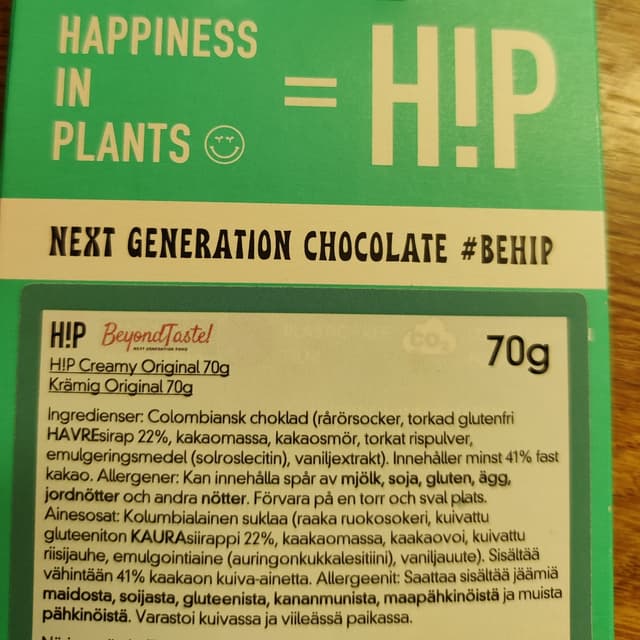 HAPPINESS
IN
PLANTS
= H!P
NEXT GENERATION CHOCOLATE #BEHIP
H!P BeyondTaste!
NEXT GENERATION FOOD
CO₂
70g
H!P Creamy Original 70g
Krämig Original 70g
Ingredienser: Colombiansk choklad (rårörsocker, torkad glutenfri
HAVREsirap 22%, kakaomassa, kakaosmör, torkat rispulver,
emulgeringsmedel (solroslecitin), vaniljextrakt). Innehåller minst 41% fast
kakao. Allergener: Kan innehålla spår av mjölk, soja, gluten, ägg,
jordnötter och andra nötter. Förvara på en torr och sval plats.
Ainesosat: Kolumbialainen suklaa (raaka ruokosokeri, kuivattu
gluteeniton KAURAsiirappi 22%, kaakaomassa, kaakaovoi, kuivattu
riisijauhe, emulgointiaine (auringonkukkalesitiini), vaniljauute). Sisältää
vähintään 41% kaakaon kuiva-ainetta. Allergeenit: Saattaa sisältää jäämiä
maidosta, soijasta, gluteenista, kananmunista, maapähkinöistä ja muista
pähkinöistä. Varastoi kuivassa ja viileässä paikassa.